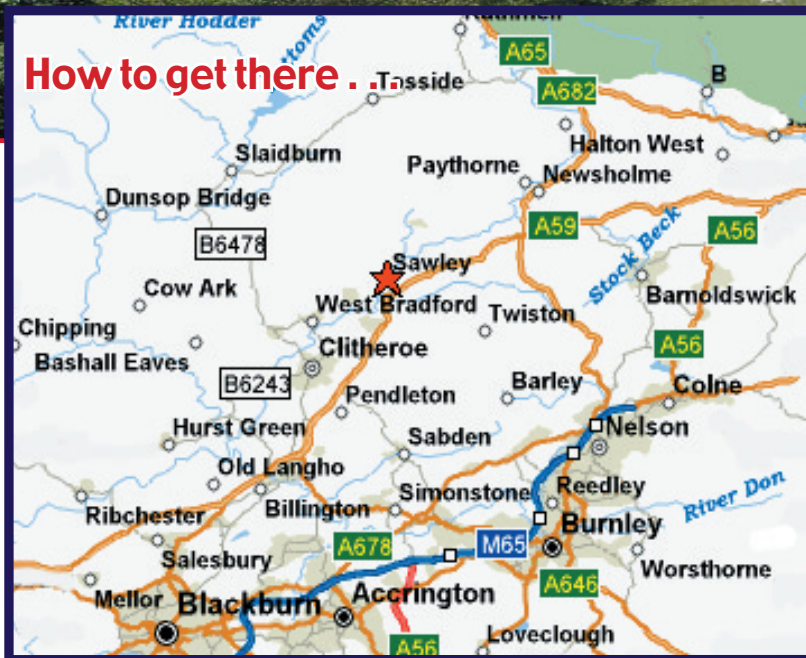 River Hodder
How to get there . . .
A65
Tosside
A682
B
Halton West
Slaidburn
Paythorne
Newsholme
Dunsop Bridge
B6478
A59
Stock Beck
A56
Sawley
Cow Ark
West Bradford
Barnoldswick
Chipping
Twiston
Bashall Eaves
Clitheroe
A56
B6243
Pendleton
Barley
Colne
Hurst Green
Sabden
Nelson
Old Langho
Ribchester
Billington
Simonstone
Reedley
River Don
Salesbury
A678
M65
Burnley
Worsthorne
Mellor
Blackburn
Accrington
A646
A56
Loveclough